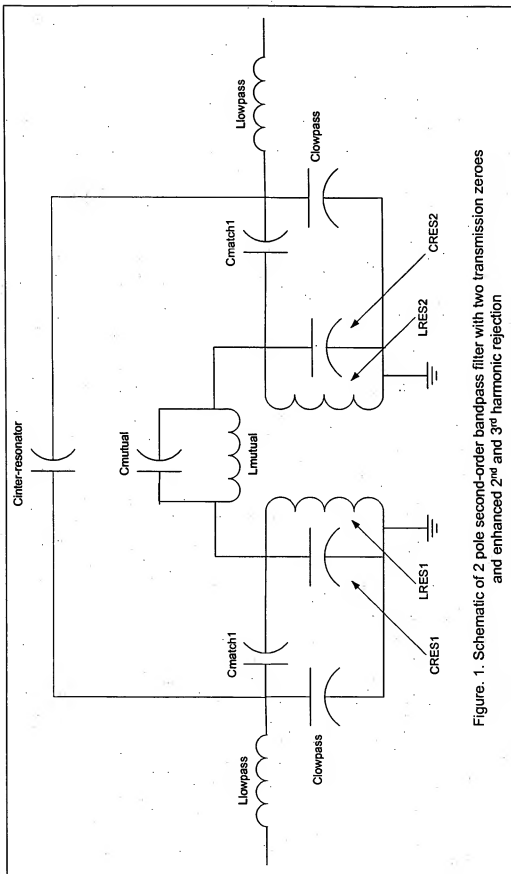 Cinter-resonator
Cmutual
Lmutual
Llowpass
Cmatch1
Clowpass
CRES1
LRES1
Llowpass
Cmatch1
Clowpass
LRES2
CRES2
Figure. 1. Schematic of 2 pole second-order bandpass filter with two transmission zeroes
and enhanced 2nd and 3rd harmonic rejection